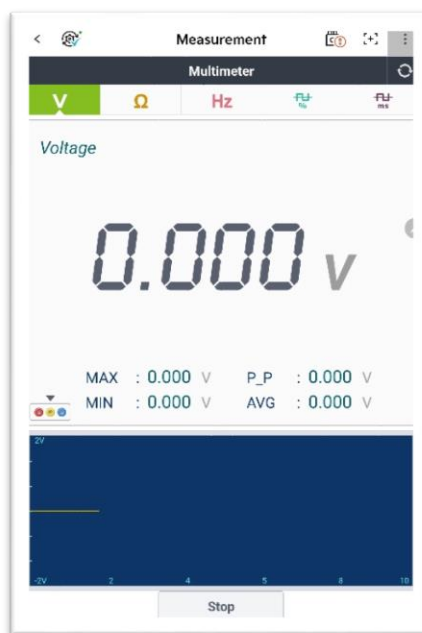 Measurement
Multimeter
V Ω Hz % ms
Voltage
0.000 V
MAX : 0.000 V P_P : 0.000 V
MIN : 0.000 V AVG : 0.000 V
2V
-2V 2 4 5 8 10
Stop